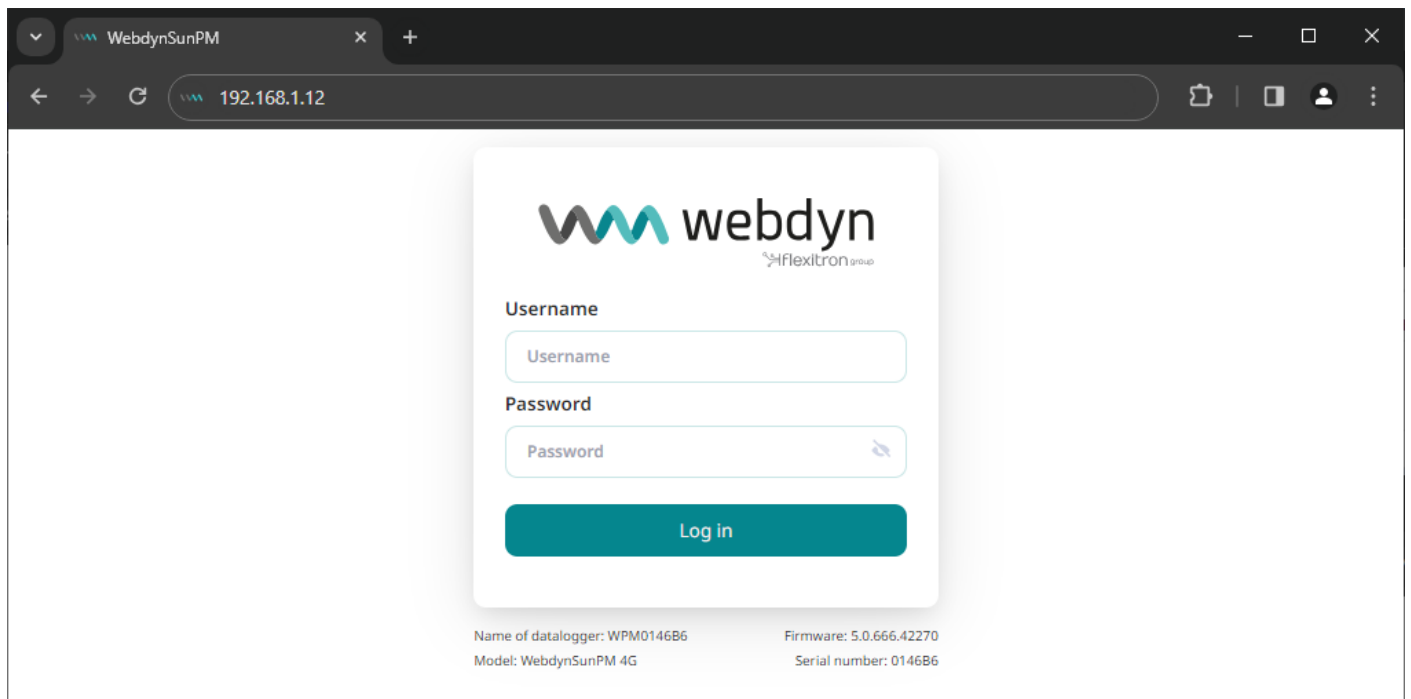 WebdynSunPM
192.168.1.12
webdyn
flexitron group
Username
Username
Password
Password
Log in
Name of datalogger: WPM0146B6 Firmware: 5.0.666.42270
Model: WebdynSunPM 4G Serial number: 0146B6